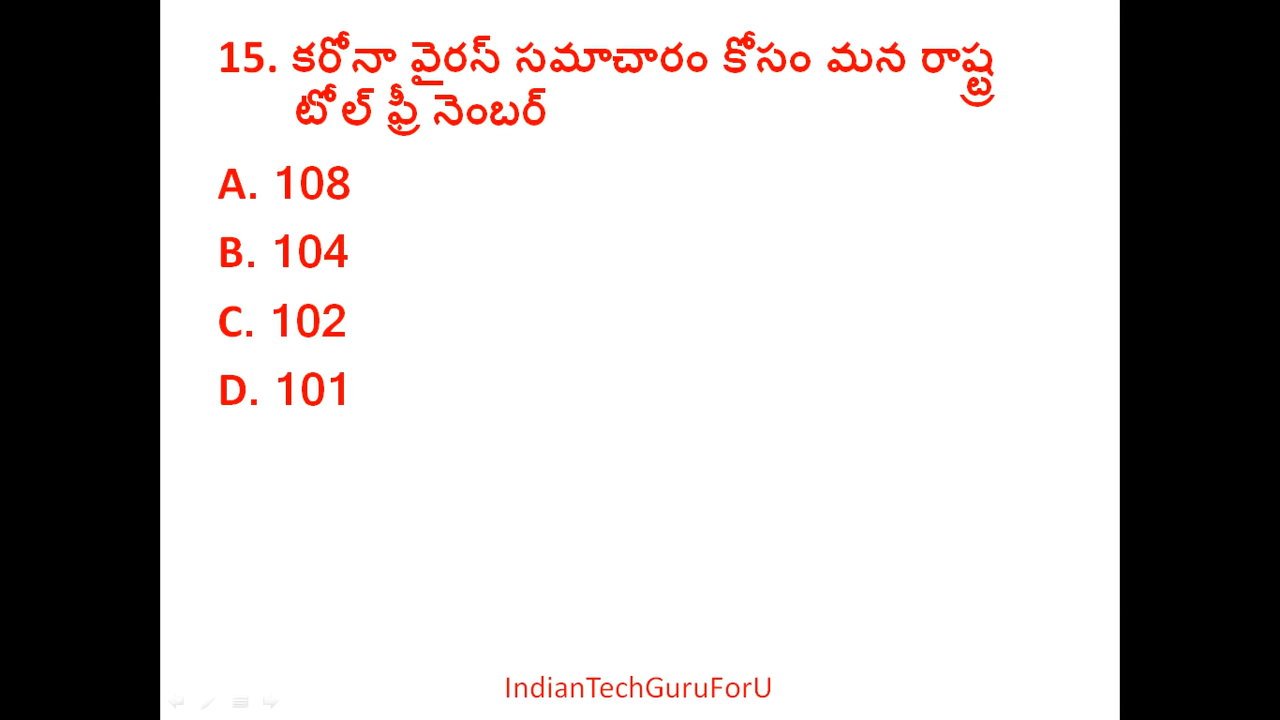 15. కరోనా వైరస్ సమాచారం కోసం మన రాష్ట్ర
టోల్ ఫ్రీ నెంబర్
A. 108
B. 104
C. 102
D. 101
IndianTechGuruForU